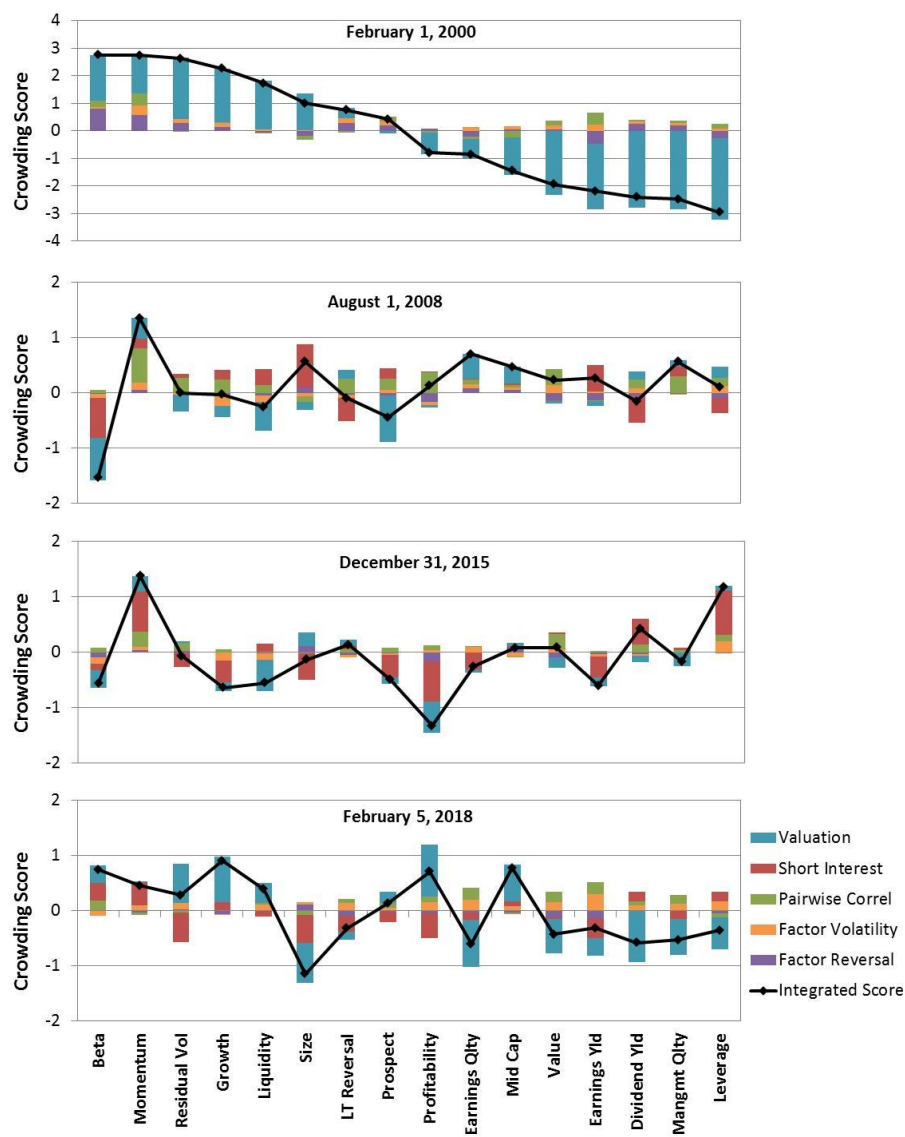 February 1, 2000
Crowding Score
4
3
2
1
0
-1
-2
-3
-4
August 1, 2008
Crowding Score
2
1
0
-1
-2
December 31, 2015
Crowding Score
2
1
0
-1
-2
February 5, 2018
Crowding Score
2
1
0
-1
-2
Valuation
Short Interest
Pairwise Correl
Factor Volatility
Factor Reversal
Integrated Score
Beta
Momentum
Residual Vol
Growth
Liquidity
Size
LT Reversal
Prospect
Profitability
Earnings Qlty
Mid Cap
Value
Earnings Yld
Dividend Yld
Mangmt Qlty
Leverage